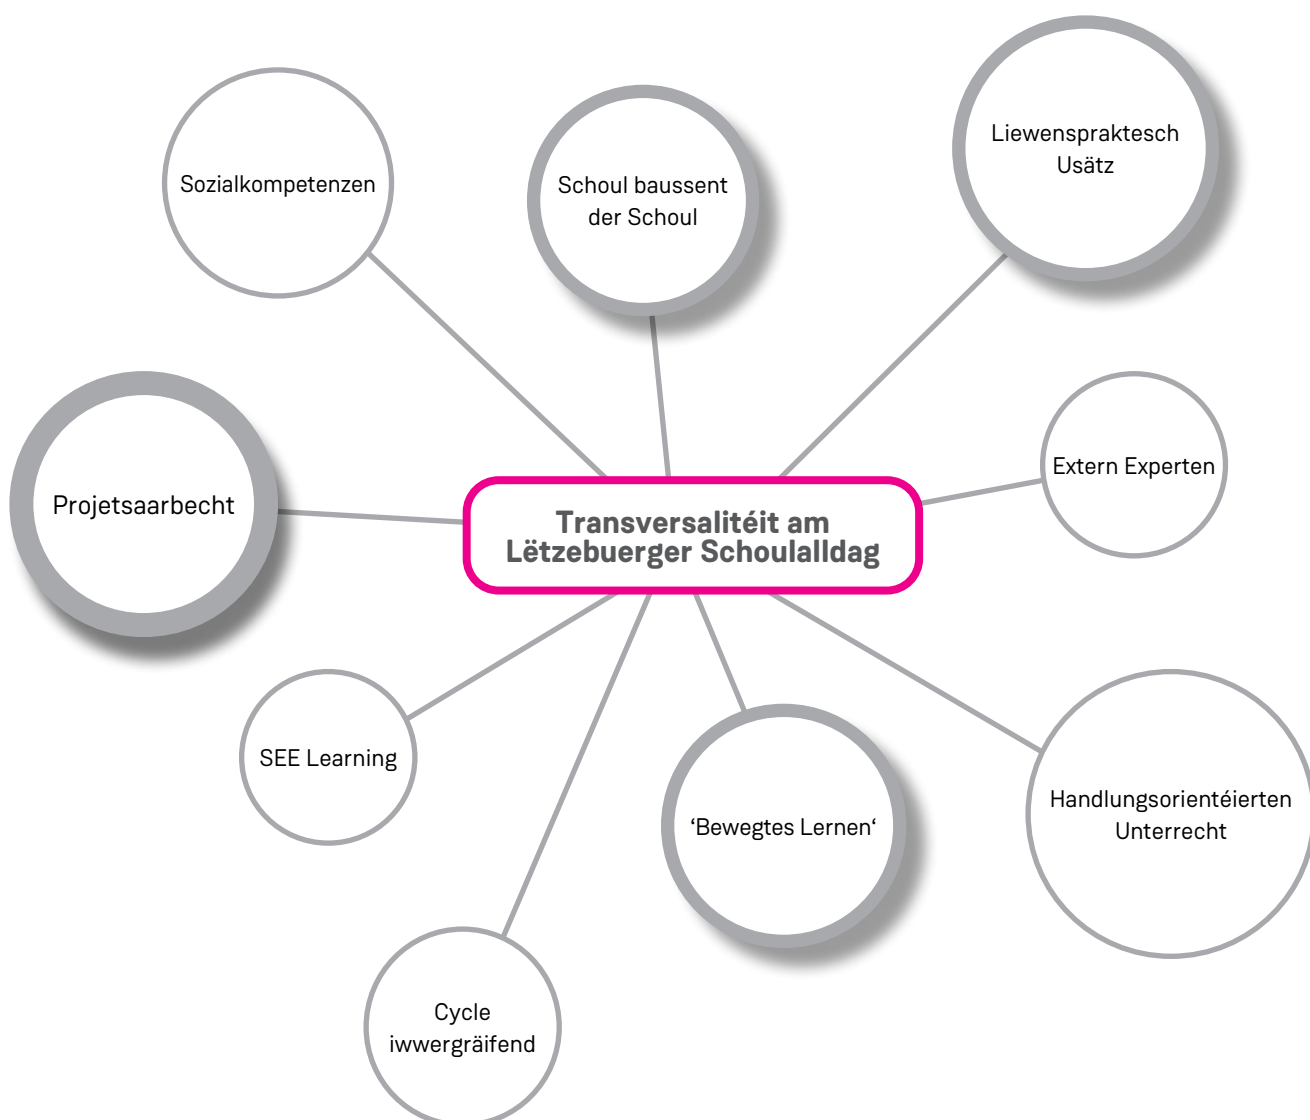 Liewenspraktesch
Usätz
Sozialkompetenzen
Schoul baussent
der Schoul
Extern Experten
Projetsaarbecht
Transversalitéit am
Lëtzebuerger Schoulalldag
SEE Learning
‘Bewegtes Lernen‘
Handlungsorientéierten
Unterrecht
Cycle
iwwergräifend